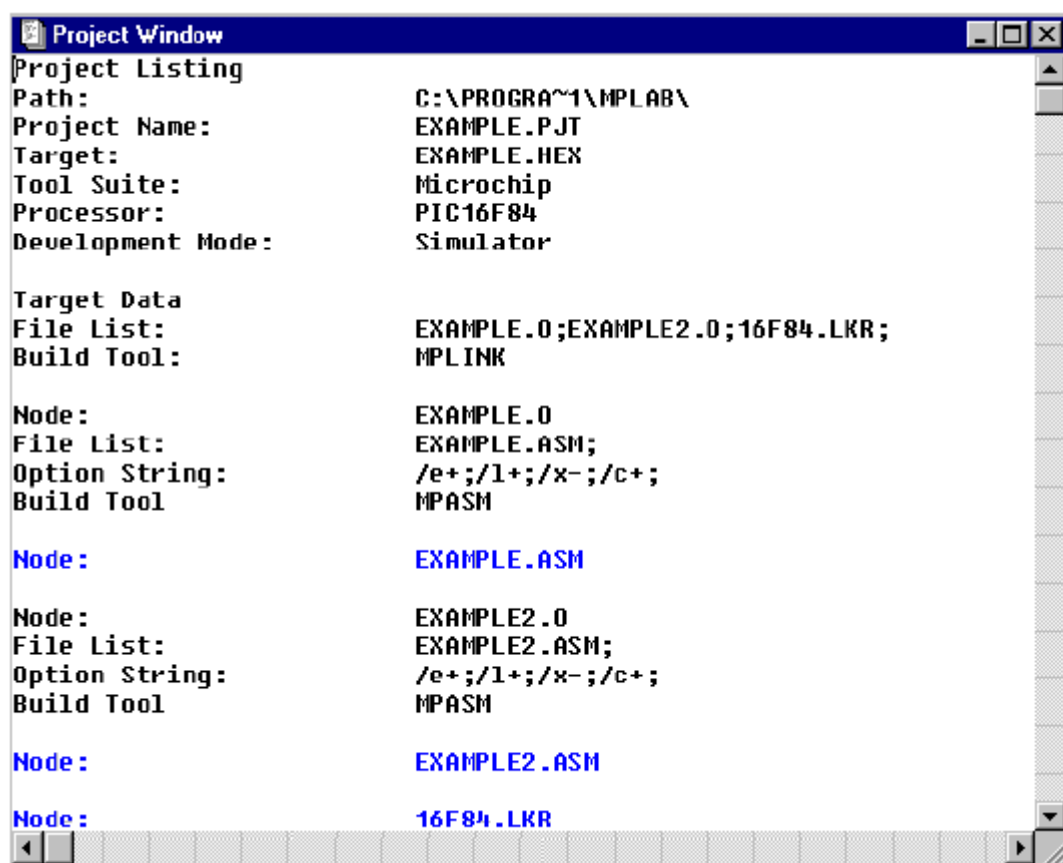 Project Window
Project Listing
Path: C:\PROGRA~1\MPLAB\
Project Name: EXAMPLE.PJT
Target: EXAMPLE.HEX
Tool Suite: Microchip
Processor: PIC16F84
Development Mode: Simulator
Target Data
File List: EXAMPLE.O;EXAMPLE2.O;16F84.LKR;
Build Tool: MPLINK
Node: EXAMPLE.O
File List: EXAMPLE.ASM;
Option String: /e+;/l+;/x-;/c+;
Build Tool MPASM
Node: EXAMPLE.ASM
Node: EXAMPLE2.O
File List: EXAMPLE2.ASM;
Option String: /e+;/l+;/x-;/c+;
Build Tool MPASM
Node: EXAMPLE2.ASM
Node: 16F84.LKR